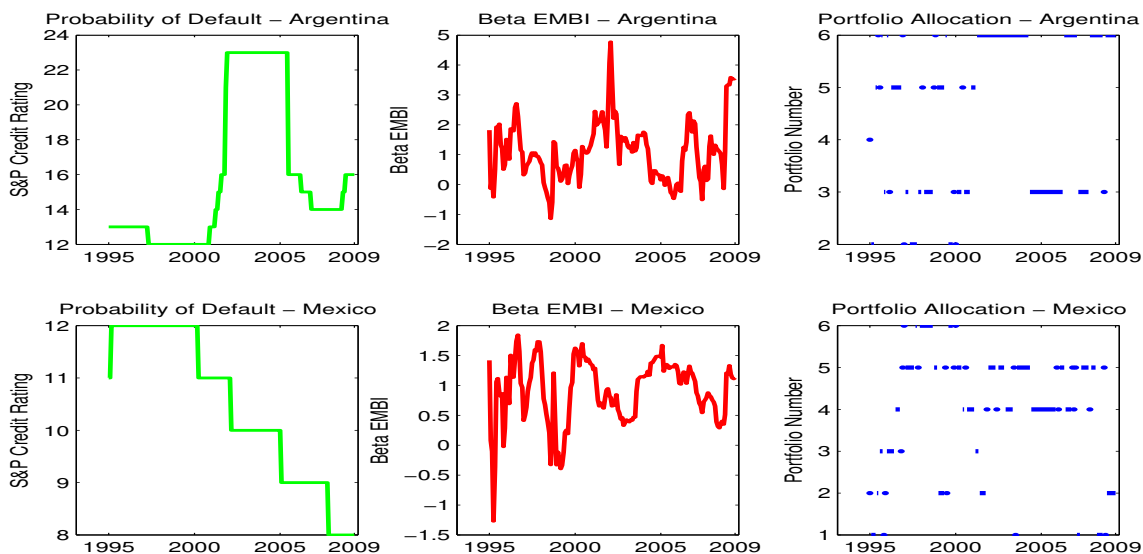 Probability of Default – Argentina
S&P Credit Rating
24
22
20
18
16
14
12
1995 2000 2005 2009
Beta EMBI – Argentina
Beta EMBI
5
4
3
2
1
0
−1
−2
1995 2000 2005 2009
Portfolio Allocation – Argentina
Portfolio Number
6
5
4
3
2
1995 2000 2005 2009
Probability of Default – Mexico
S&P Credit Rating
12
11
10
9
8
1995 2000 2005 2009
Beta EMBI – Mexico
Beta EMBI
2
1.5
1
0.5
0
−0.5
−1
−1.5
1995 2000 2005 2009
Portfolio Allocation – Mexico
Portfolio Number
6
5
4
3
2
1
1995 2000 2005 2009